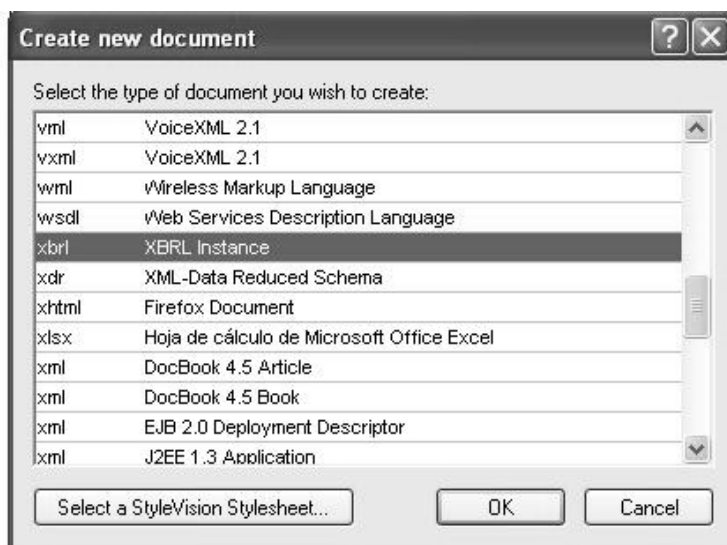 Create new document
Select the type of document you wish to create:
vml VoiceXML 2.1
vxml VoiceXML 2.1
wml Wireless Markup Language
wsdl Web Services Description Language
xbrl XBRL Instance
xdr XML-Data Reduced Schema
xhtml Firefox Document
xlsx Hoja de cálculo de Microsoft Office Excel
xml DocBook 4.5 Article
xml DocBook 4.5 Book
xml EJB 2.0 Deployment Descriptor
xml J2EE 1.3 Application
Select a StyleVision Stylesheet... OK Cancel